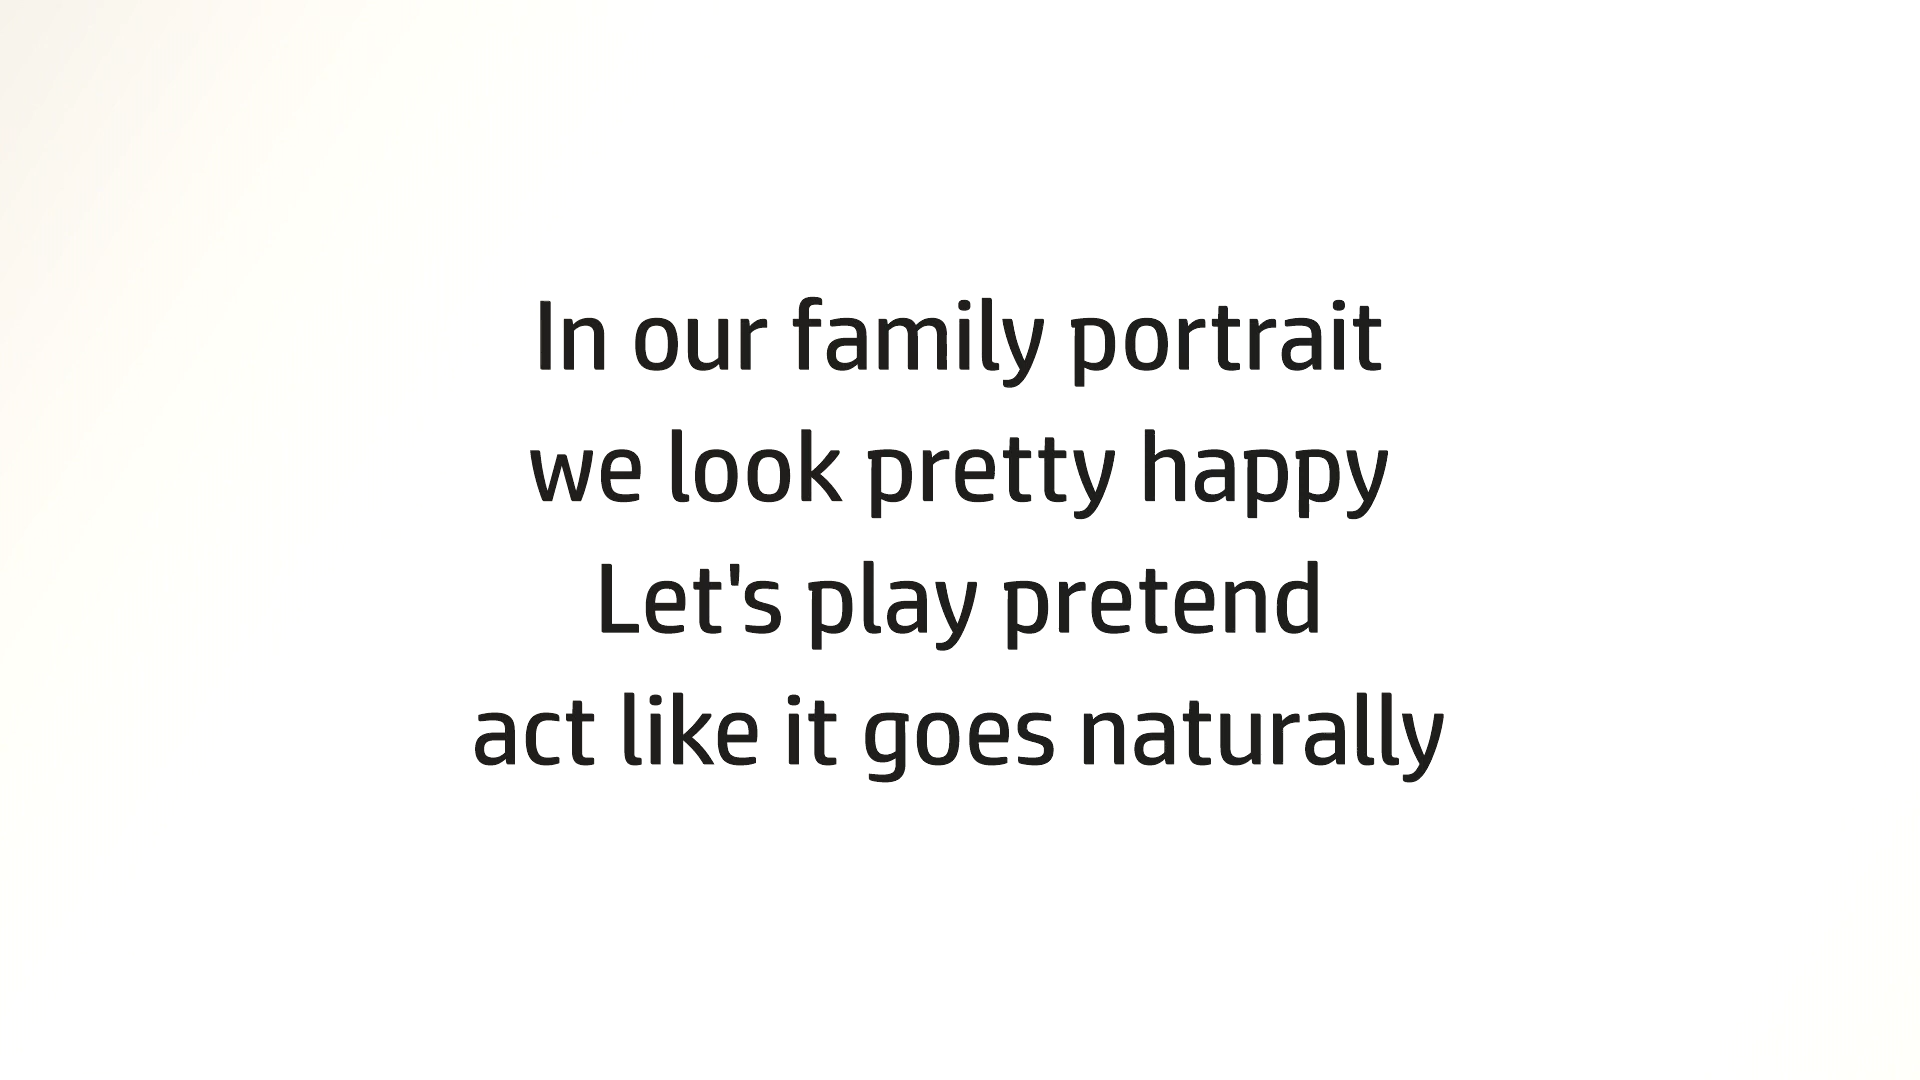 In our family portrait
we look pretty happy
Let's play pretend
act like it goes naturally